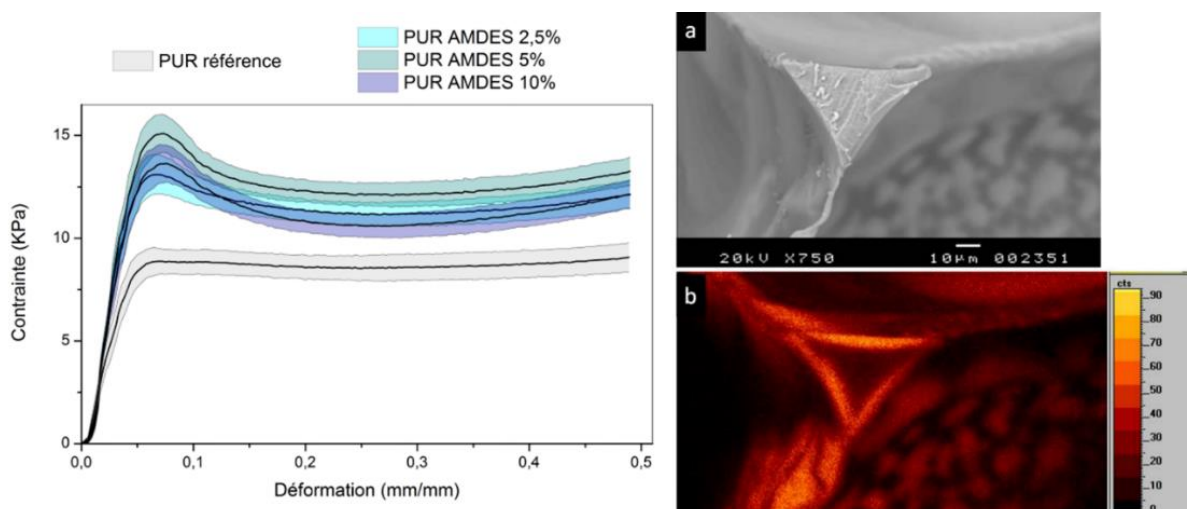 PUR référence
PUR AMDES 2,5%
PUR AMDES 5%
PUR AMDES 10%
Contrainte (KPa)
15
10
5
0
0,0
0,1
0,2
0,3
0,4
0,5
Déformation (mm/mm)
a
20kV X750 10µm 002351
b
cts
90
80
70
60
50
40
30
20
10
0